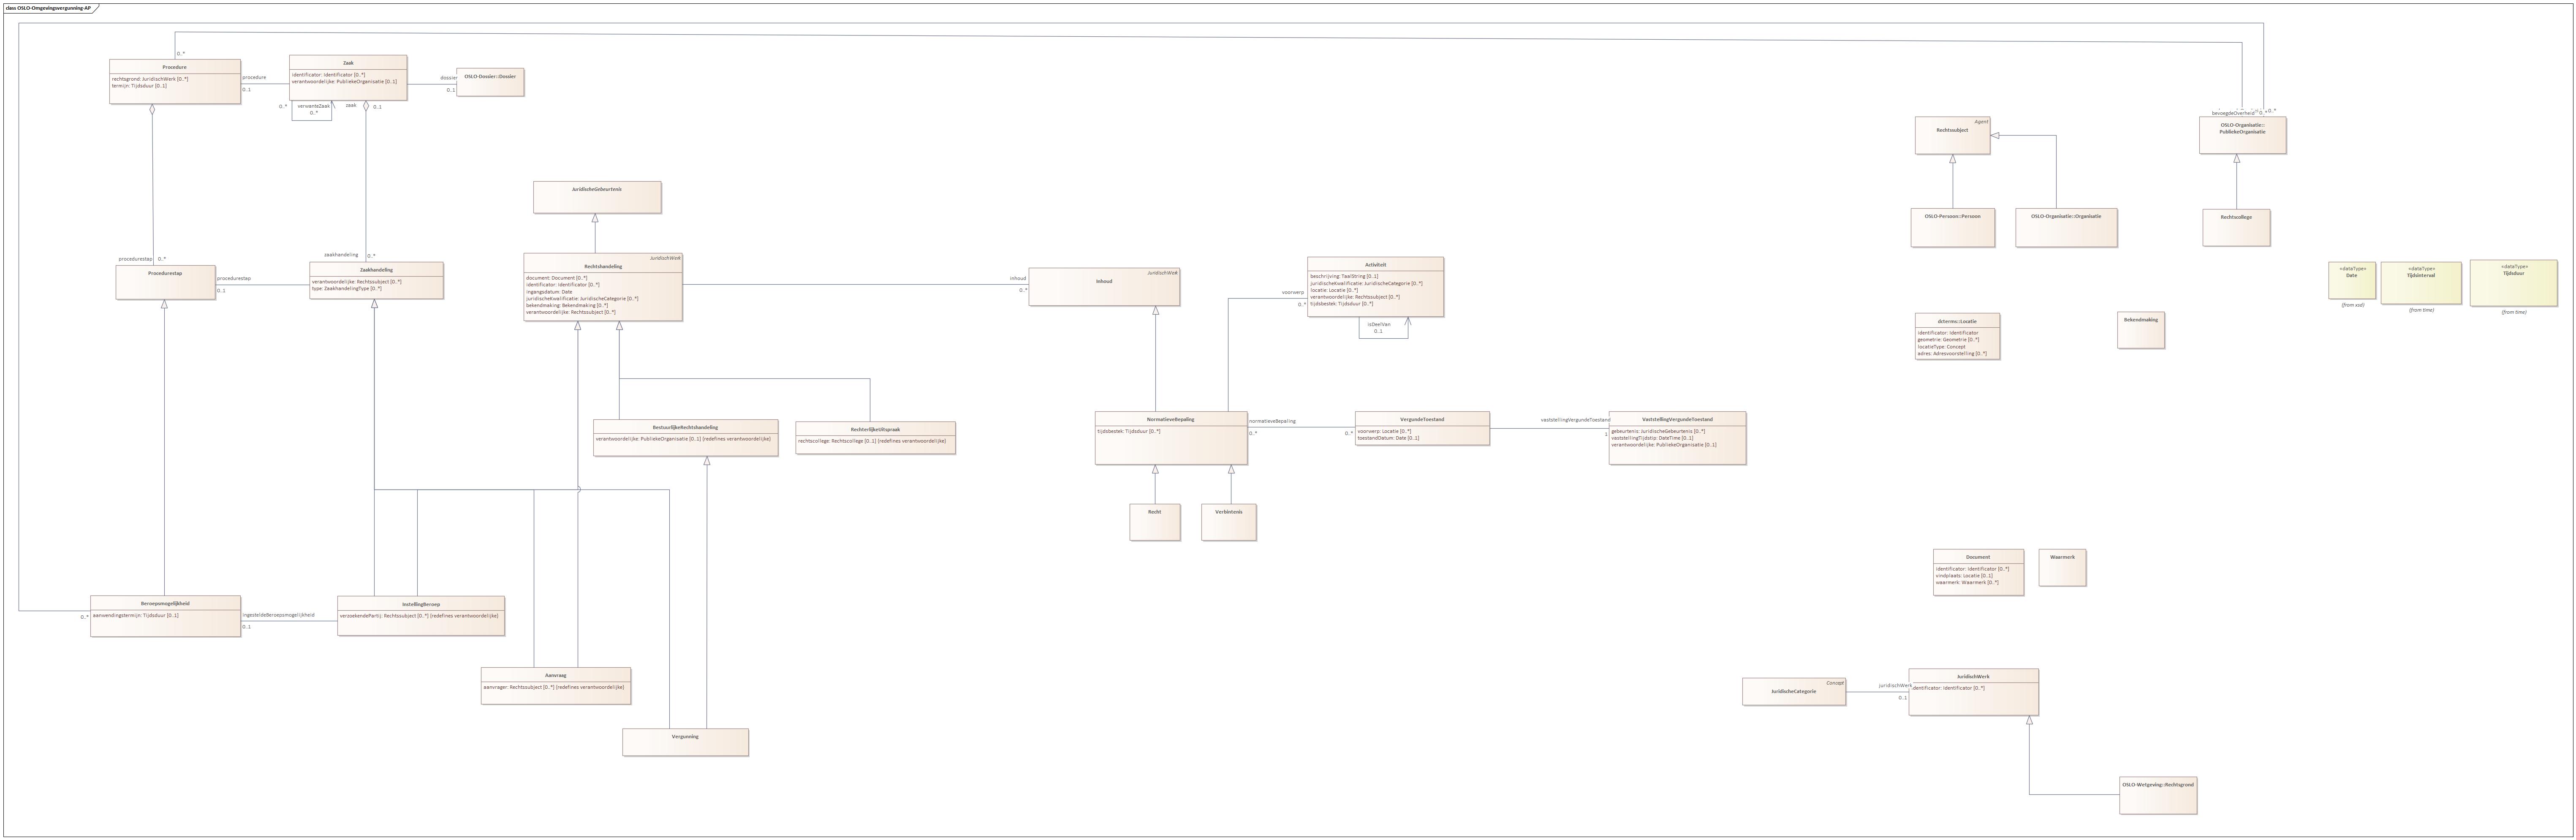 class OSLO-Omgevingsvergunning-AP
0..*
Procedure
rechtsgrond: JuridischWerk [0..*]
termijn: Tijdsduur [0..1]
procedure
0..1
Zaak
identificator: Identificator [0..*]
verantwoordelijke: PubliekeOrganisatie [0..1]
dossier
0..1
OSLO-Dossier::Dossier
0..*
verwanteZaak
0..*
zaak
0..1
JuridischeGebeurtenis
procedurestap
0..*
Procedurestap
procedurestap
0..1
zaakhandeling
0..*
Zaakhandeling
verantwoordelijke: Rechtssubject [0..*]
type: ZaakhandelingType [0..*]
JuridischWerk
Rechtshandeling
document: Document [0..*]
identificator: Identificator [0..*]
ingangsdatum: Date
juridischeKwalificatie: JuridischeCategorie [0..*]
bekendmaking: Bekendmaking [0..*]
verantwoordelijke: Rechtssubject [0..*]
inhoud
0..*
JuridischWerk
Inhoud
voorwerp
0..*
Activiteit
beschrijving: TaalString [0..1]
juridischeKwalificatie: JuridischeCategorie [0..*]
locatie: Locatie [0..*]
verantwoordelijke: Rechtssubject [0..*]
tijdsbestek: Tijdsduur [0..*]
isDeelVan
0..1
Agent
Rechtssubject
OSLO-Persoon::Persoon
OSLO-Organisatie::Organisatie
bevoegdeOverheid
0..*
0..*
OSLO-Organisatie::
PubliekeOrganisatie
Rechtscollege
dcterms::Locatie
identificator: Identificator
geometrie: Geometrie [0..*]
locatieType: Concept
adres: Adresvoorstelling [0..*]
Bekendmaking
«dataType»
Date
(from xsd)
«dataType»
Tijdsinterval
(from time)
«dataType»
Tijdsduur
(from time)
BestuurlijkeRechtshandeling
verantwoordelijke: PubliekeOrganisatie [0..1] {redefines verantwoordelijke}
RechterlijkeUitspraak
rechtscollege: Rechtscollege [0..1] {redefines verantwoordelijke}
NormatieveBepaling
tijdsbestek: Tijdsduur [0..*]
normatieveBepaling
0..*
0..*
VergundeToestand
voorwerp: Locatie [0..*]
toestandDatum: Date [0..1]
vaststellingVergundeToestand
1
VaststellingVergundeToestand
gebeurtenis: JuridischeGebeurtenis [0..*]
vaststellingTijdstip: DateTime [0..1]
verantwoordelijke: PubliekeOrganisatie [0..1]
Recht
Verbintenis
Document
identificator: Identificator [0..*]
vindplaats: Locatie [0..1]
waarmerk: Waarmerk [0..*]
Waarmerk
0..*
Beroepsmogelijkheid
aanwendingstermijn: Tijdsduur [0..1]
ingesteldeBeroepsmogelijkheid
0..1
InstellingBeroep
verzoekendePartij: Rechtssubject [0..*] {redefines verantwoordelijke}
Aanvraag
aanvrager: Rechtssubject [0..*] {redefines verantwoordelijke}
Vergunning
Concept
JuridischeCategorie
juridischWerk
0..1
JuridischWerk
identificator: Identificator [0..*]
OSLO-Wetgeving::Rechtsgrond